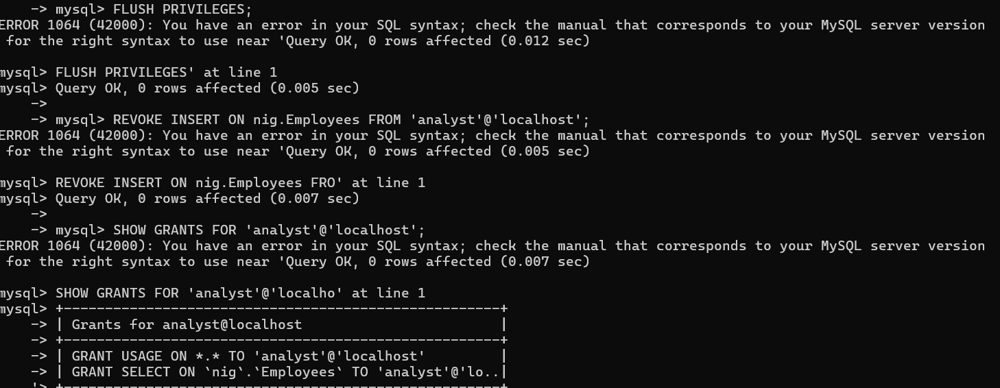 -> mysql> FLUSH PRIVILEGES;
ERROR 1064 (42000): You have an error in your SQL syntax; check the manual that corresponds to your MySQL server version
for the right syntax to use near 'Query OK, 0 rows affected (0.012 sec)
mysql> FLUSH PRIVILEGES' at line 1
mysql> Query OK, 0 rows affected (0.005 sec)
->
-> mysql> REVOKE INSERT ON nig.Employees FROM 'analyst'@'localhost';
ERROR 1064 (42000): You have an error in your SQL syntax; check the manual that corresponds to your MySQL server version
for the right syntax to use near 'Query OK, 0 rows affected (0.005 sec)
mysql> REVOKE INSERT ON nig.Employees FRO' at line 1
mysql> Query OK, 0 rows affected (0.007 sec)
->
-> mysql> SHOW GRANTS FOR 'analyst'@'localhost';
ERROR 1064 (42000): You have an error in your SQL syntax; check the manual that corresponds to your MySQL server version
for the right syntax to use near 'Query OK, 0 rows affected (0.007 sec)
mysql> SHOW GRANTS FOR 'analyst'@'localho' at line 1
mysql> +-----------------------------------------------------+
-> | Grants for analyst@localhost |
-> +-----------------------------------------------------+
-> | GRANT USAGE ON *.* TO 'analyst'@'localhost' |
-> | GRANT SELECT ON `nig`.`Employees` TO 'analyst'@'lo..|
'> +-----------------------------------------------------+